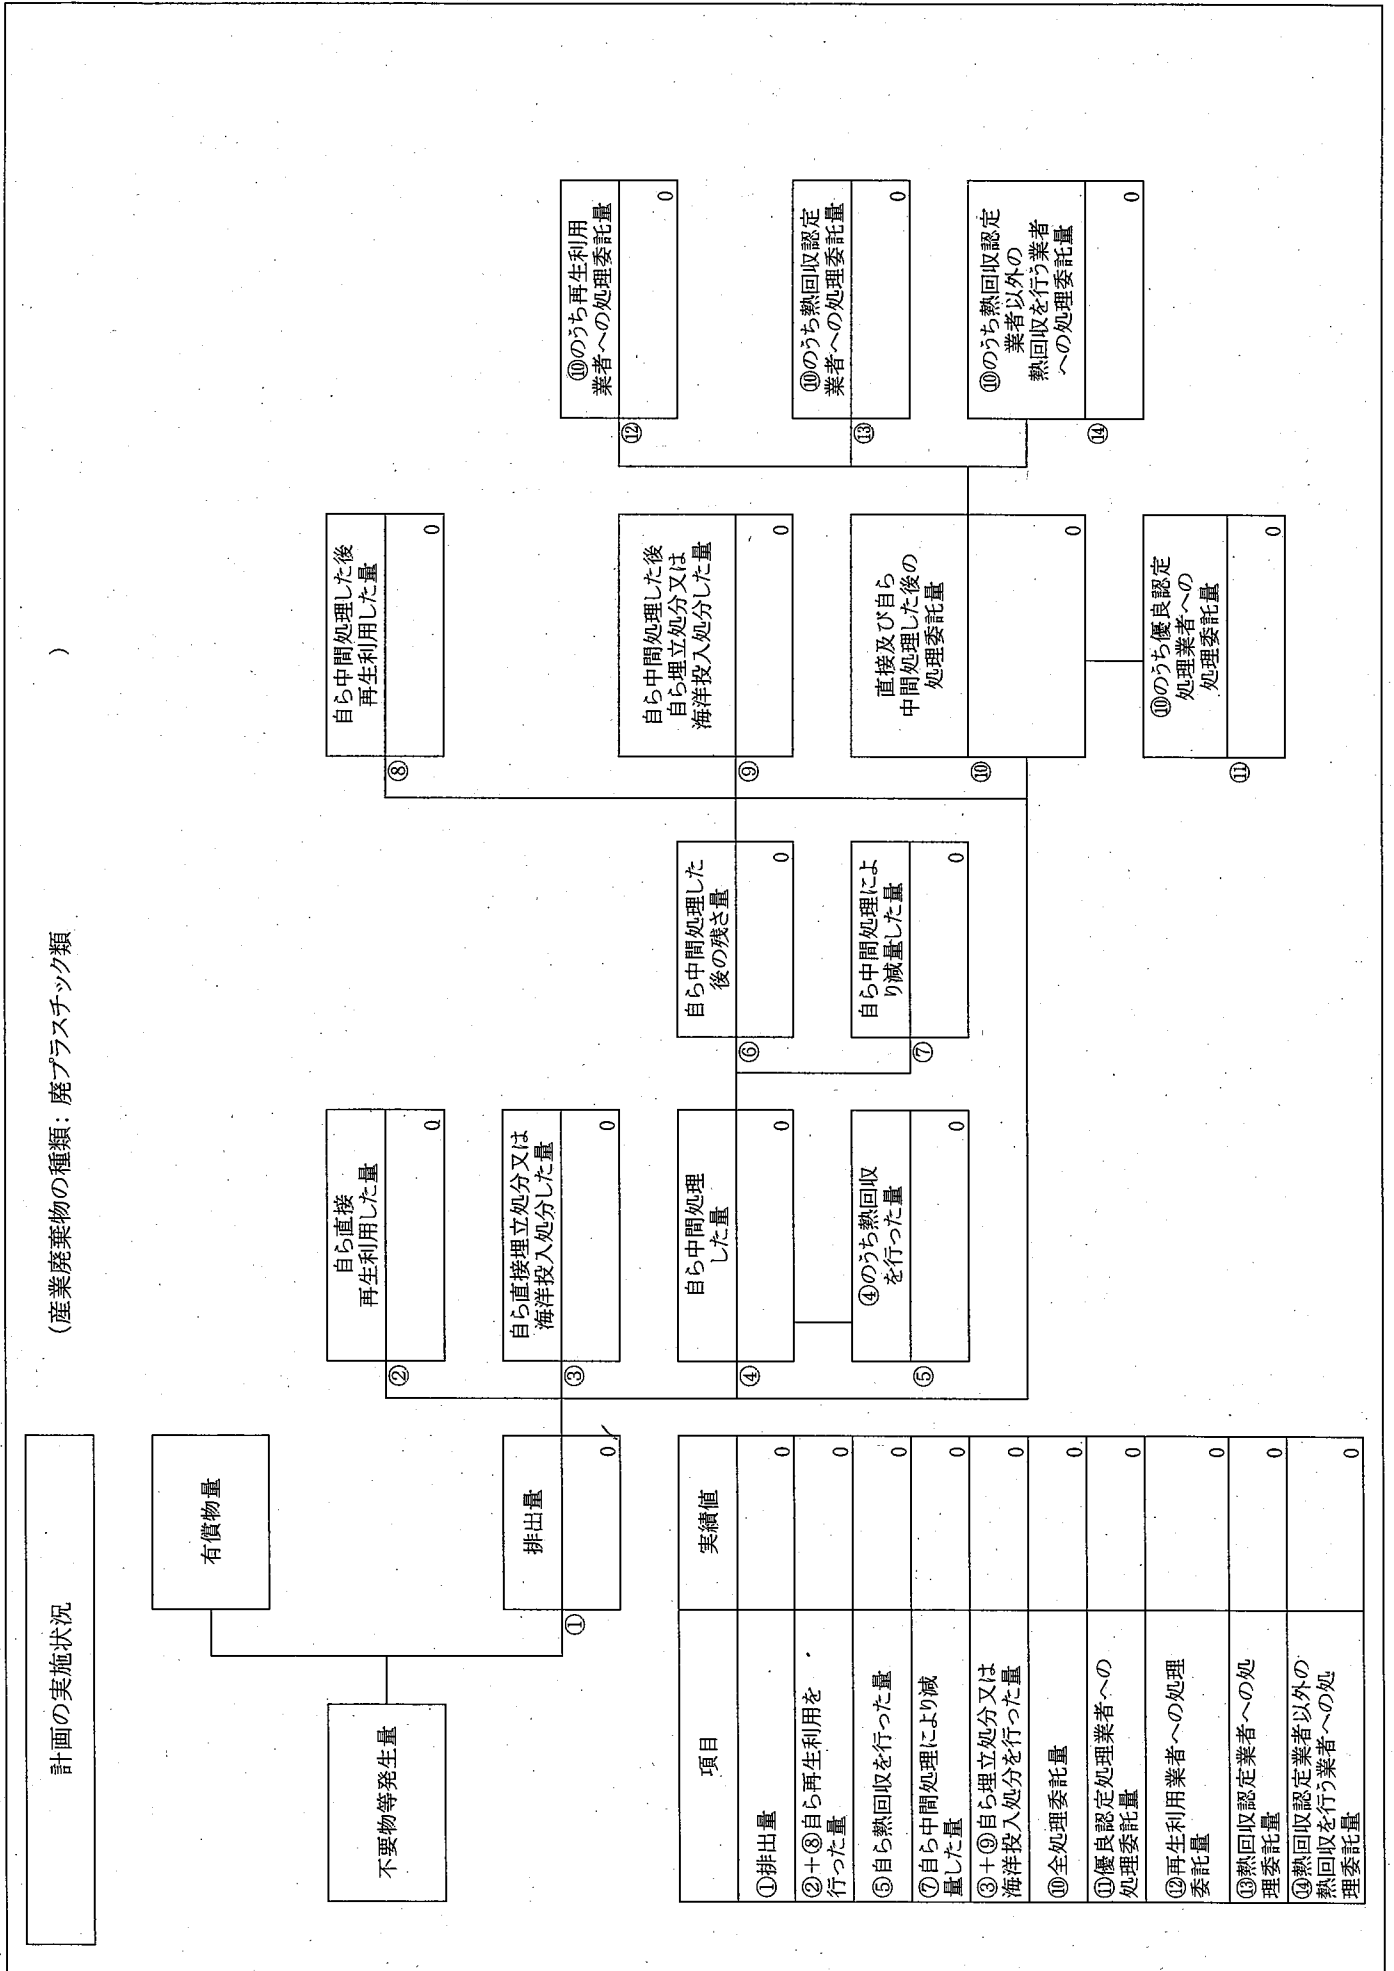 計画の実施状況
(産業廃棄物の種類：廃プラスチック類　　　　)
有償物量
不要物等発生量
排出量
①
0
自ら直接
再生利用した量
②
0
自ら直接埋立処分又は
海洋投入処分した量
③
0
自ら中間処理
した量
④
0
④のうち熱回収
を行った量
⑤
0
自ら中間処理した
後の残さ量
⑥
0
自ら中間処理によ
り減量した量
⑦
0
自ら中間処理した後
再生利用した量
⑧
0
自ら中間処理した後
自ら埋立処分又は
海洋投入処分した量
⑨
0
直接及び自ら
中間処理した後の
処理委託量
⑩
0
⑩のうち優良認定
処理業者への
処理委託量
⑪
0
⑩のうち再生利用
業者への処理委託量
⑫
0
⑩のうち熱回収認定
業者への処理委託量
⑬
0
⑩のうち熱回収認定
業者以外の
熱回収を行う業者
への処理委託量
⑭
0
項目 実績値
①排出量 0
②+⑧自ら再生利用を
行った量 0
⑤自ら熱回収を行った量 0
⑦自ら中間処理により減
量した量 0
③+⑨自ら埋立処分又は
海洋投入処分を行った量 0
⑩全処理委託量 0
⑪優良認定処理業者への
処理委託量 0
⑫再生利用業者への処理
委託量 0
⑬熱回収認定業者への処
理委託量 0
⑭熱回収認定業者以外の
熱回収を行う業者への処
理委託量 0